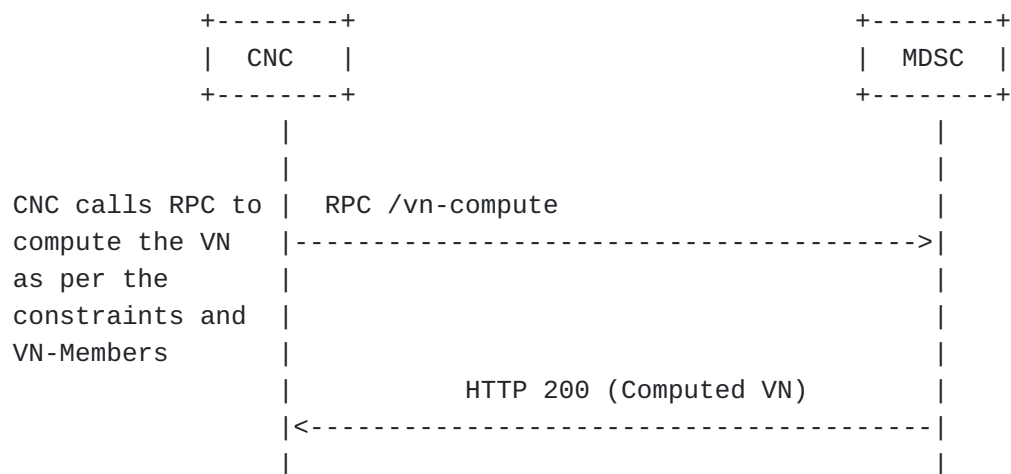 CNC MDSC
CNC calls RPC to RPC /vn-compute
compute the VN
as per the
constraints and
VN-Members
HTTP 200 (Computed VN)